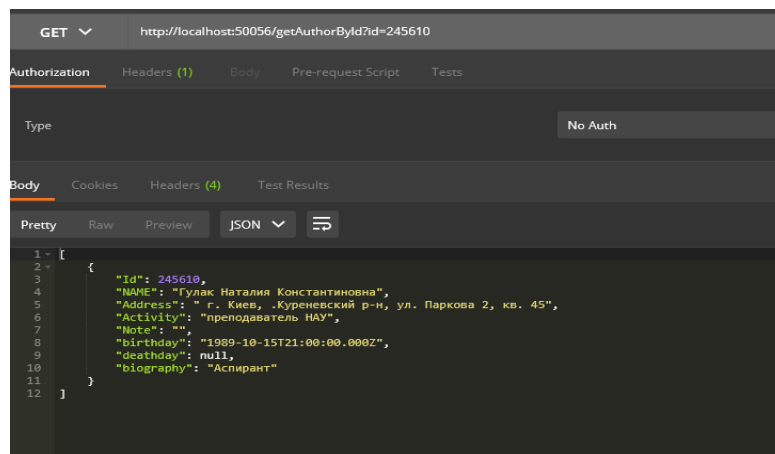 GET http://localhost:50056/getAuthorById?id=245610
Authorization Headers (1) Body Pre-request Script Tests
Type No Auth
Body Cookies Headers (4) Test Results
Pretty Raw Preview JSON
1 [
2 {
3 "Id": 245610,
4 "NAME": "Гулак Наталия Константиновна",
5 "Address": " г. Киев, .Куреневский р-н, ул. Паркова 2, кв. 45",
6 "Activity": "преподаватель НАУ",
7 "Note": "",
8 "birthday": "1989-10-15T21:00:00.000Z",
9 "deathday": null,
10 "biography": "Аспирант"
11 }
12 ]